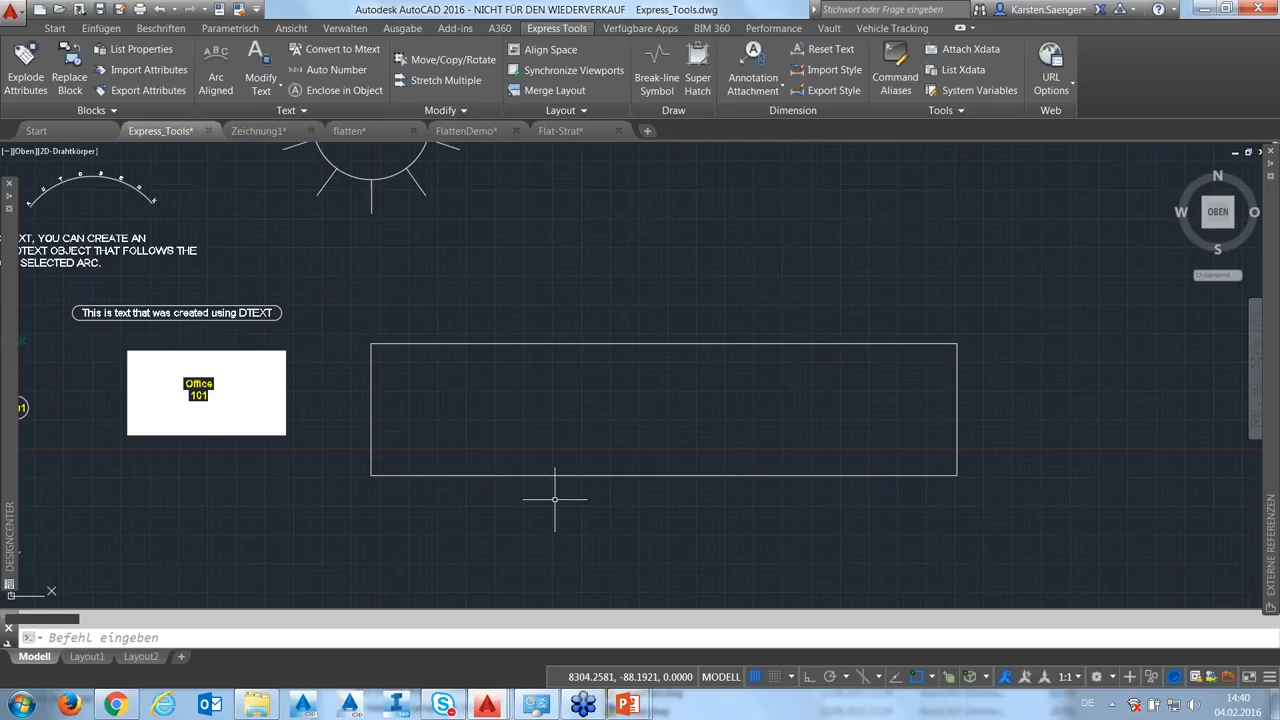 Autodesk AutoCAD 2016 - NICHT FÜR DEN WIEDERVERKAUF Express_Tools.dwg
Stichwort oder Frage eingeben
Karsten.Saenger
Start Einfügen Beschriften Parametrisch Ansicht Verwalten Ausgabe Add-ins A360 Express Tools Verfügbare Apps BIM 360 Performance Vault Vehicle Tracking
Explode Attributes
Replace Block
List Properties
Import Attributes
Export Attributes
Blocks
Arc Aligned
Modify Text
Convert to Mtext
Auto Number
Enclose in Object
Text
Move/Copy/Rotate
Stretch Multiple
Modify
Align Space
Synchronize Viewports
Merge Layout
Layout
Break-line Symbol
Super Hatch
Draw
Annotation Attachment
Reset Text
Import Style
Export Style
Dimension
Command Aliases
Attach Xdata
List Xdata
System Variables
Tools
URL Options
Web
Start Express_Tools* Zeichnung1* flatten* FlattenDemo* Flat-Strat*
[−][Oben][2D-Drahtkörper]
N
W OBEN O
S
Unbenannt
EXT, YOU CAN CREATE AN
DTEXT OBJECT THAT FOLLOWS THE
SELECTED ARC.
This is text that was created using DTEXT
Office
101
01
X
DESIGNCENTER
EXTERNE REFERENZEN
Befehl eingeben
Modell Layout1 Layout2
8304.2581, -88.1921, 0.0000 MODELL 1:1
DE
14:40
04.02.2016